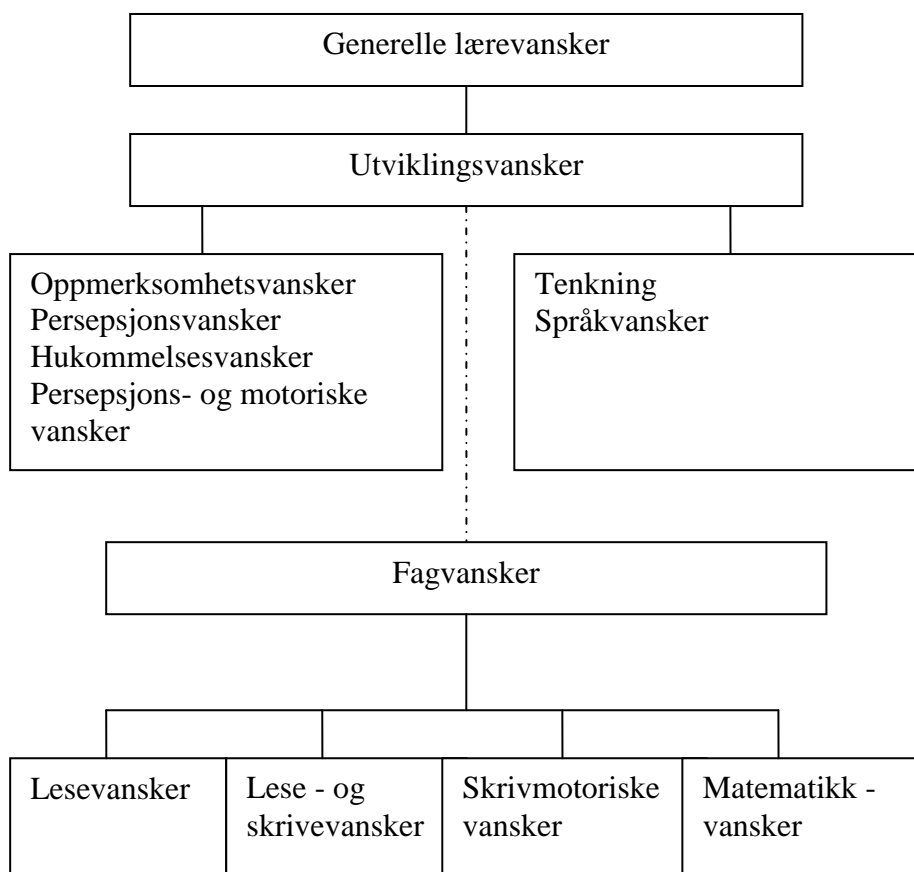 Generelle lærevansker
Utviklingsvansker
Oppmerksomhetsvansker
Persepsjonsvansker
Hukommelsesvansker
Persepsjons- og motoriske
vansker
Tenkning
Språkvansker
Fagvansker
Lesevansker
Lese - og
skrivevansker
Skrivmotoriske
vansker
Matematikk -
vansker